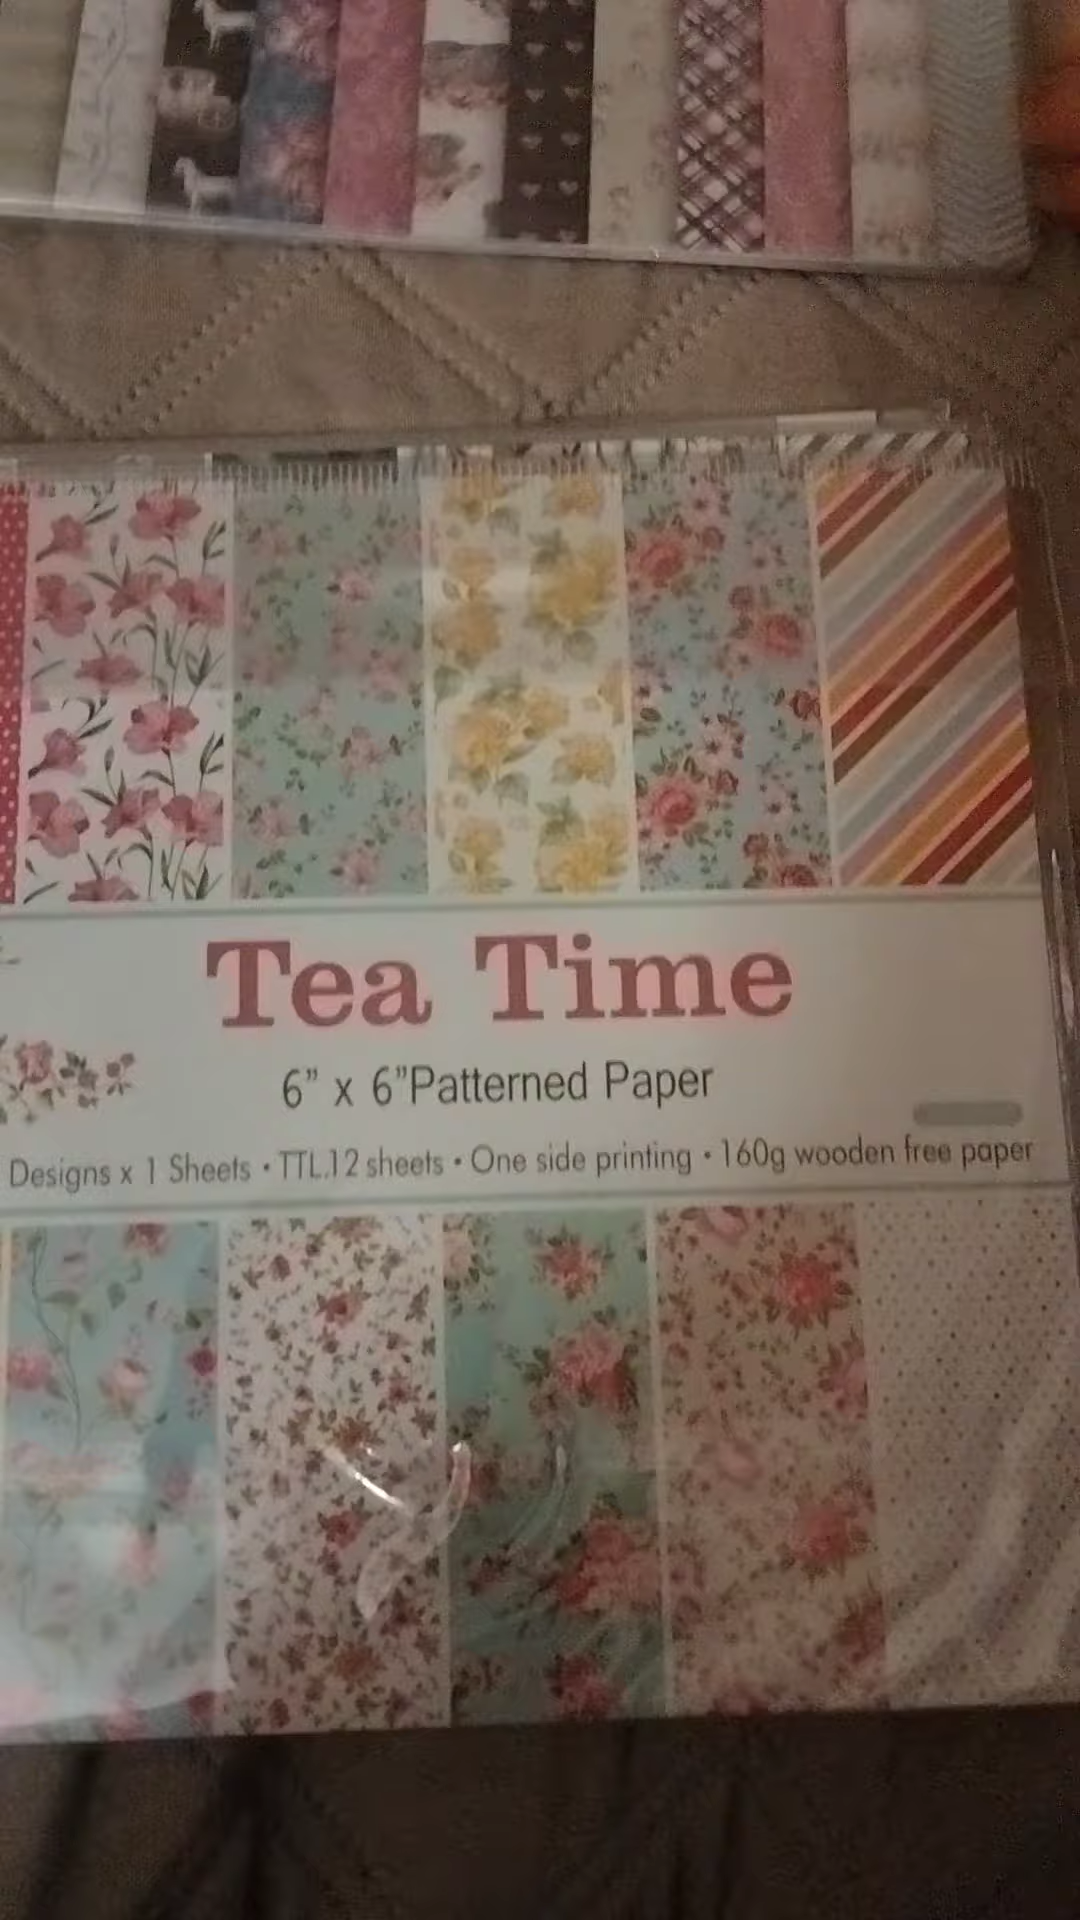 Tea Time
6” x 6”Patterned Paper
Designs x 1 Sheets • TTL.12 sheets • One side printing • 160g wooden free paper